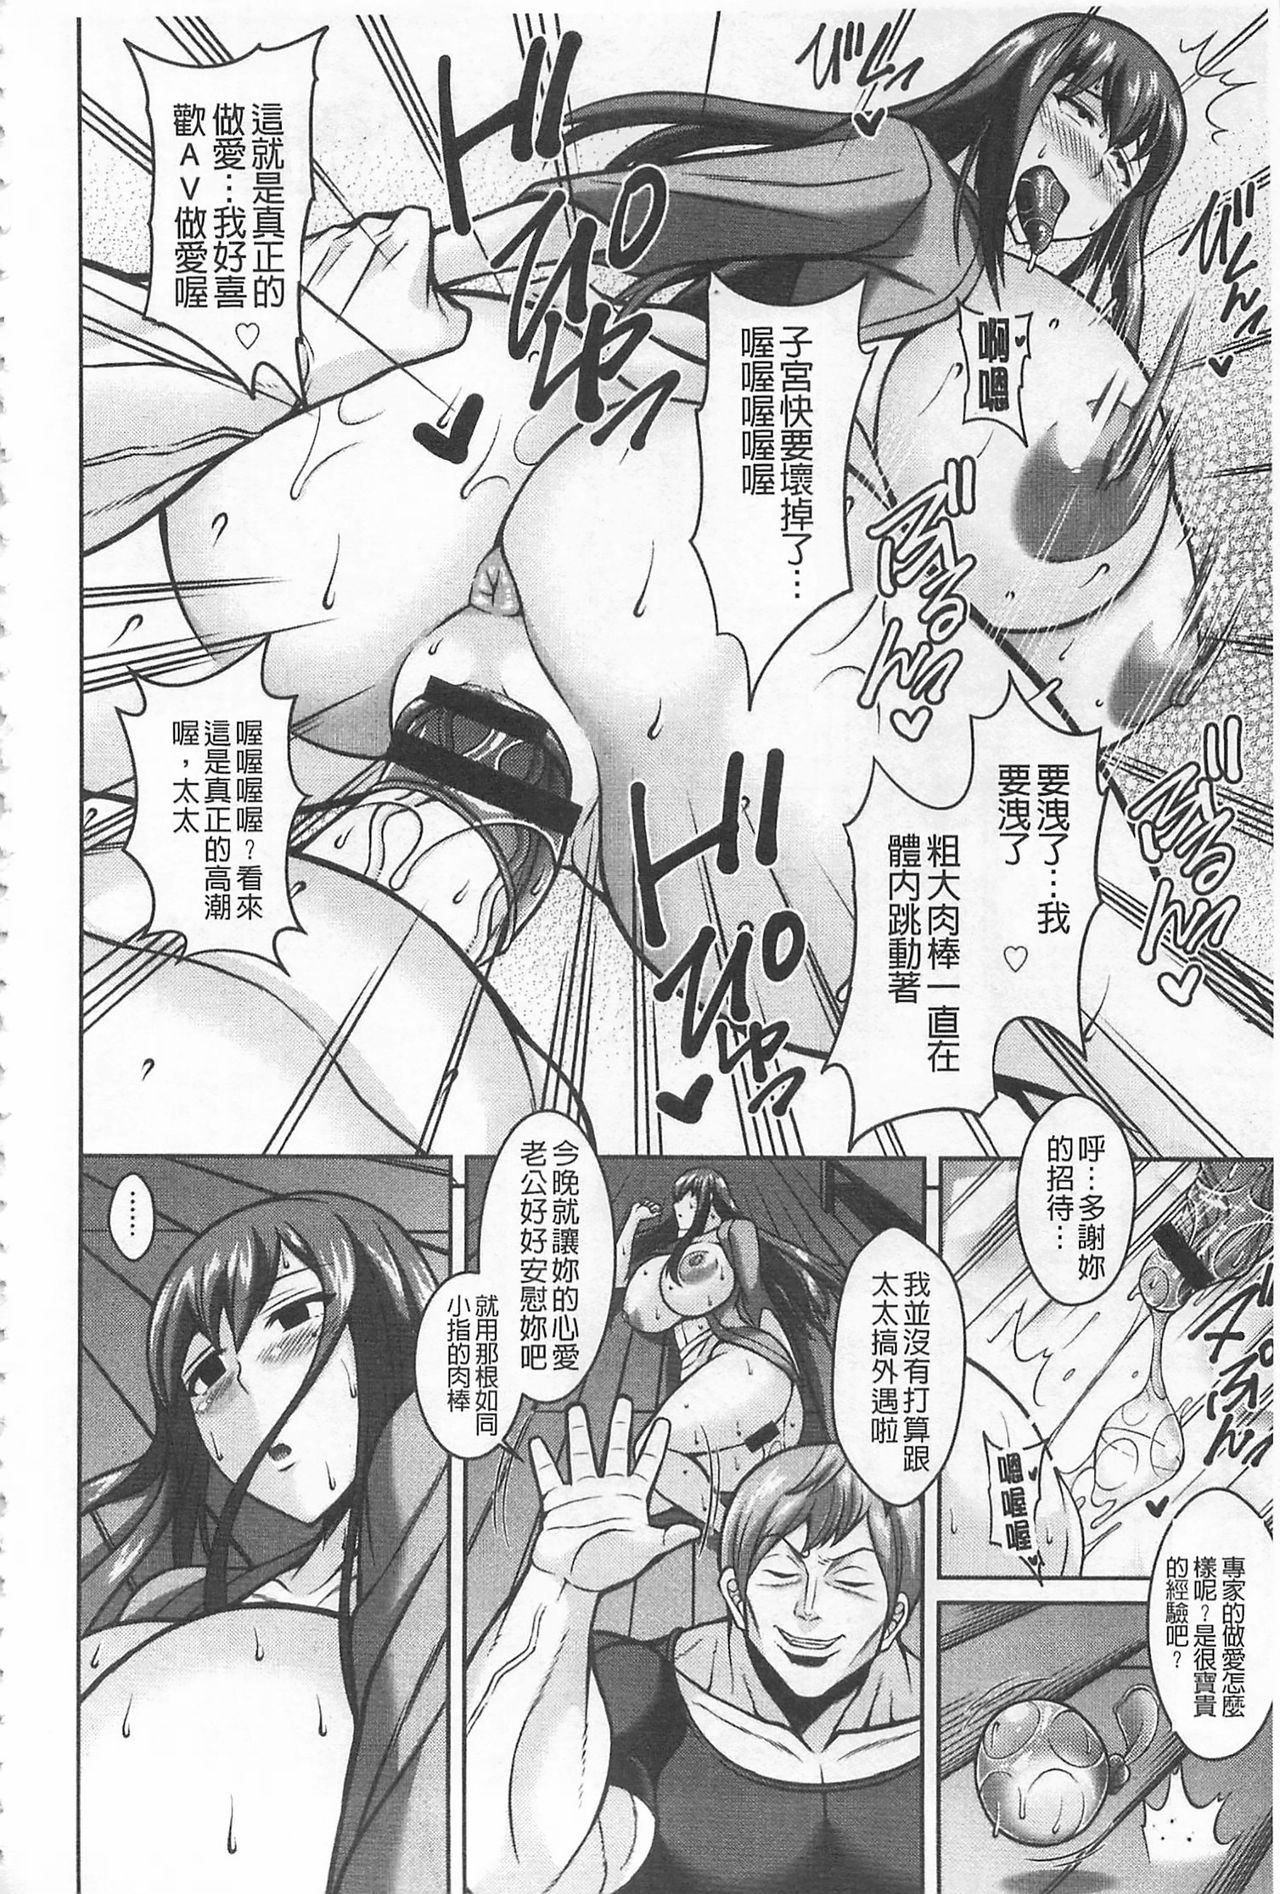 嗯嗯
子宮快要壞掉了…
喔喔喔喔喔
這就是真正的
做愛…我好喜
歡AV做愛喔
♡
要洩了…我
要洩了
♡
粗大肉棒一直在
體內跳動著
喔喔喔喔?看來
這是真正的高潮
喔,太太
呼…多謝妳
的招待…
嗯喔喔
專家的做愛怎麼
樣呢?是很寶貴
的經驗吧?
我並沒有打算跟
太太搞外遇啦
今晚就讓妳的心愛
老公好好安慰妳吧
就用那根如同
小指的肉棒
……